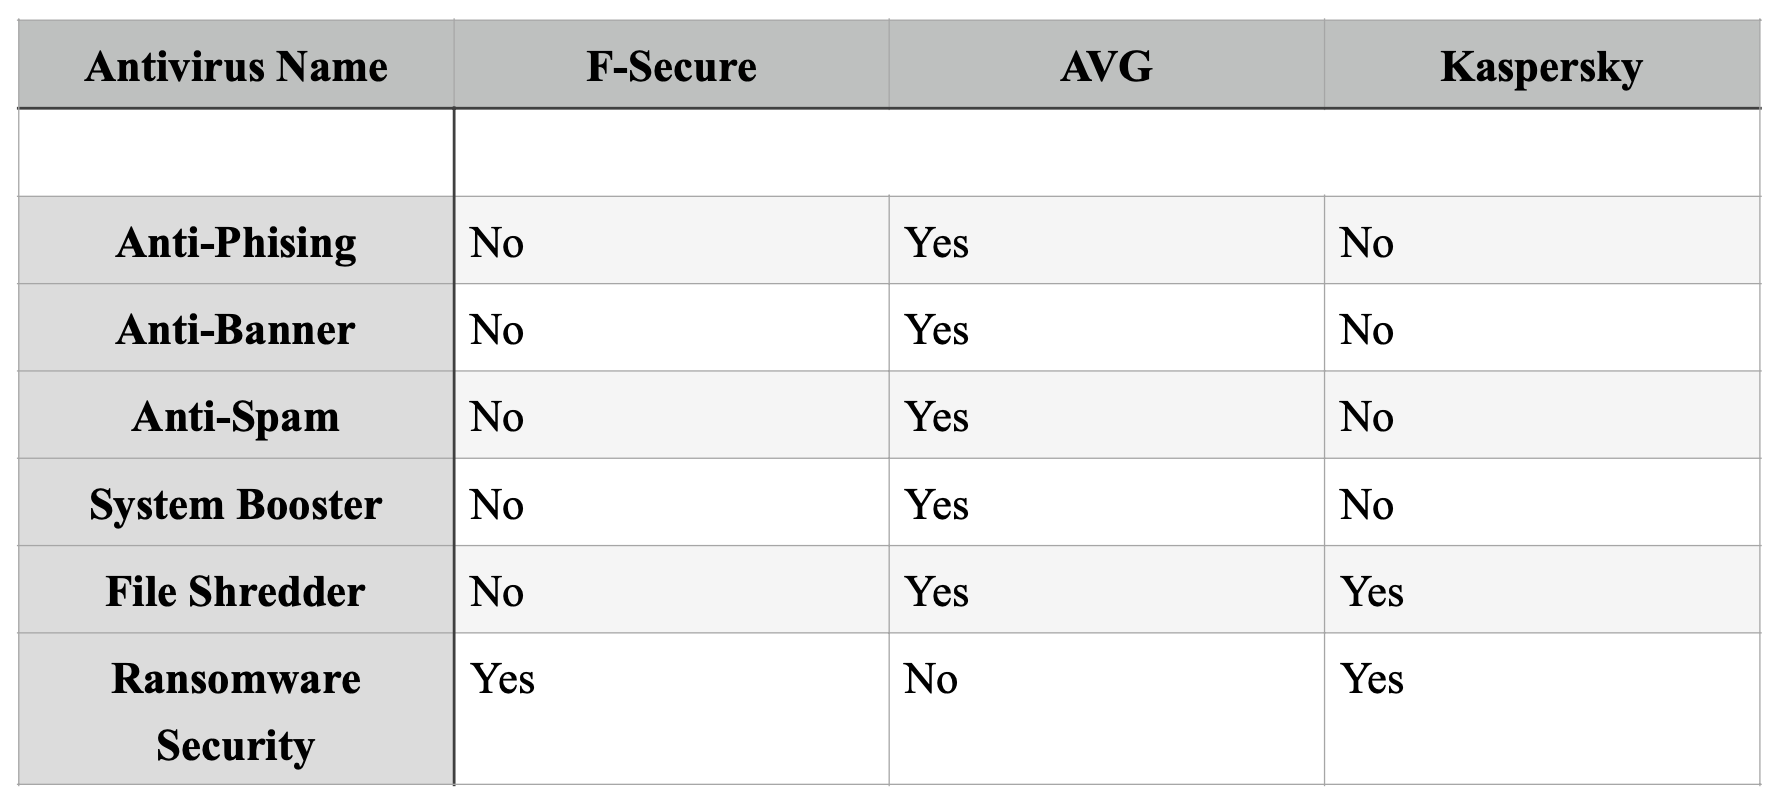 Antivirus Name F-Secure AVG Kaspersky
Anti-Phising No Yes No
Anti-Banner No Yes No
Anti-Spam No Yes No
System Booster No Yes No
File Shredder No Yes Yes
Ransomware Yes No Yes
Security